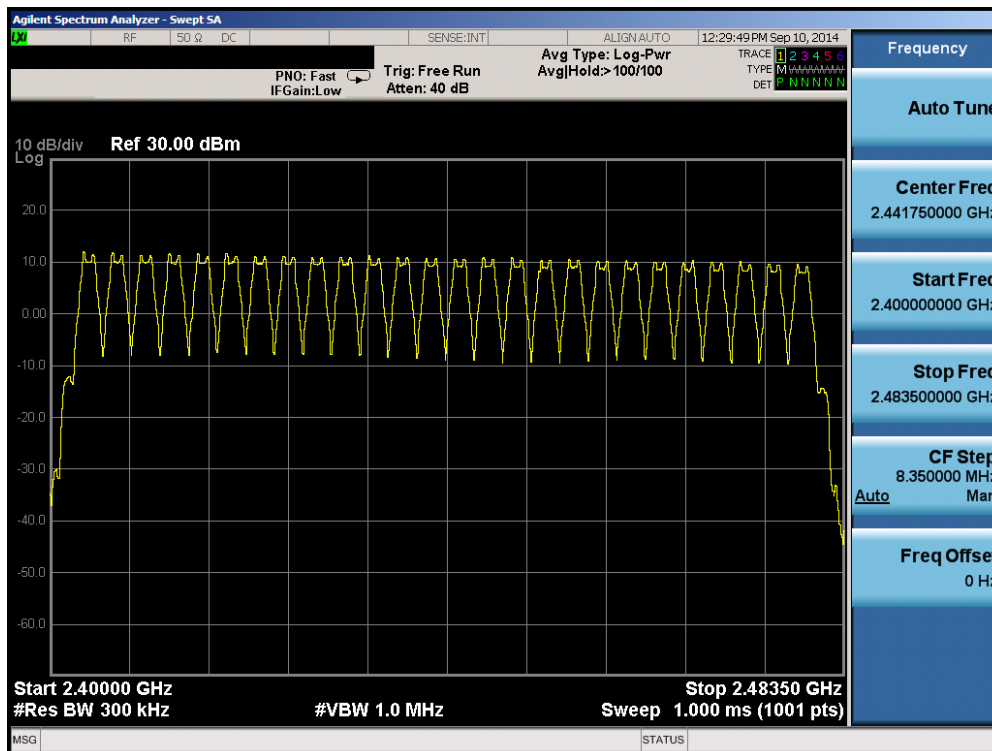 Agilent Spectrum Analyzer - Swept SA
LXI RF 50 Ω DC SENSE:INT ALIGN AUTO 12:29:49 PM Sep 10, 2014
Frequency
PNO: Fast
IFGain:Low
Trig: Free Run
Atten: 40 dB
Avg Type: Log-Pwr
Avg|Hold:>100/100
TRACE 1 2 3 4 5 6
TYPE M
DET P N N N N N
Auto Tune
10 dB/div Ref 30.00 dBm
Log
20.0
10.0
0.00
-10.0
-20.0
-30.0
-40.0
-50.0
-60.0
Center Freq
2.441750000 GHz
Start Freq
2.400000000 GHz
Stop Freq
2.483500000 GHz
CF Step
8.350000 MHz
Auto Man
Freq Offset
0 Hz
Start 2.40000 GHz Stop 2.48350 GHz
#Res BW 300 kHz #VBW 1.0 MHz Sweep 1.000 ms (1001 pts)
MSG STATUS